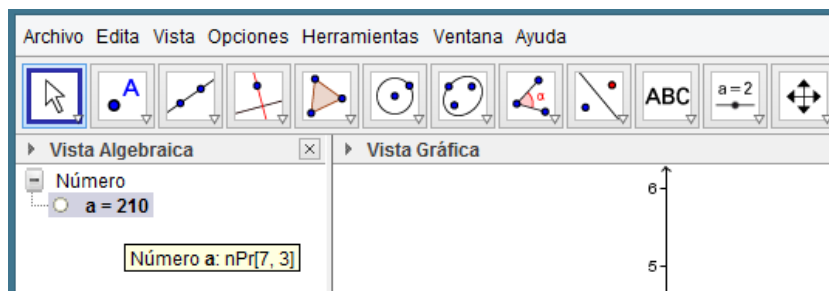 Archivo Edita Vista Opciones Herramientas Ventana Ayuda
A α ABC a=2
Vista Algebraica
Vista Gráfica
Número
a = 210
Número a: nPr[7, 3]
6
5